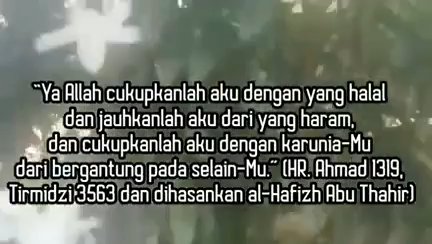 “Ya Allah cukupkanlah aku dengan yang halal
dan jauhkanlah aku dari yang haram,
dan cukupkanlah aku dengan karunia-Mu
dari bergantung pada selain-Mu.” (HR. Ahmad 1319,
Tirmidzi 3563 dan dihasankan al-Hafizh Abu Thahir)